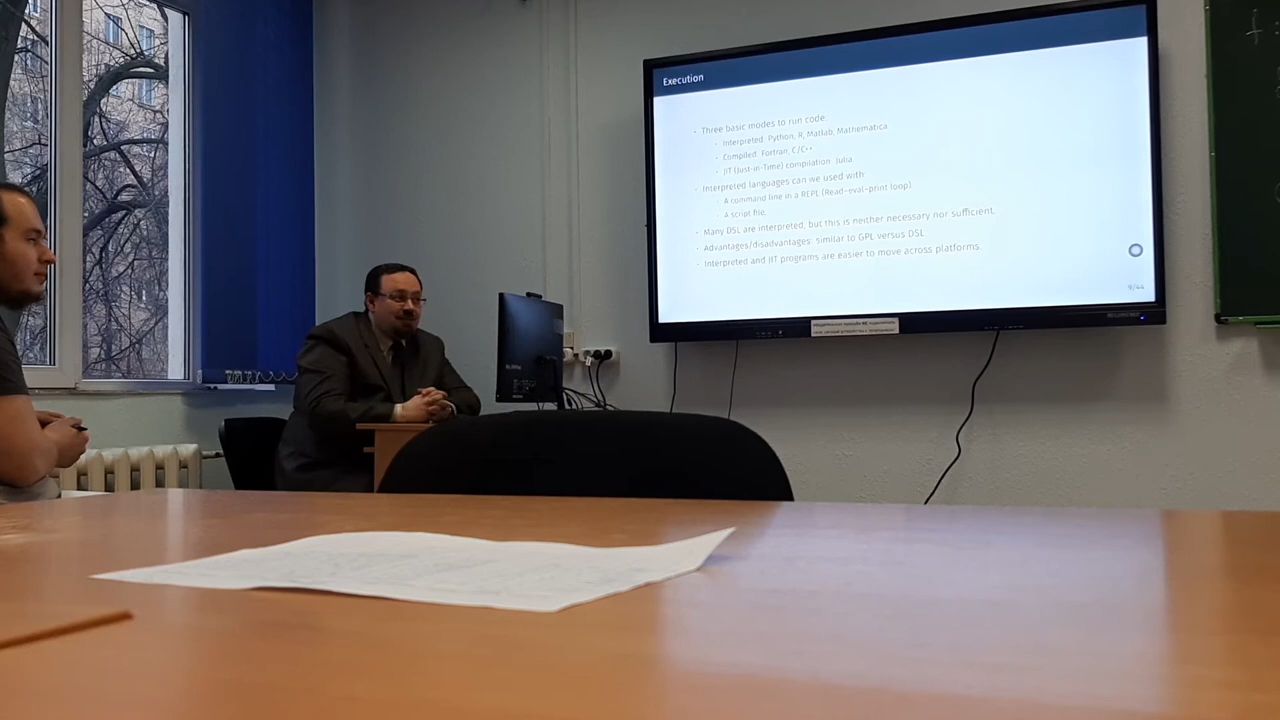 Execution
Three basic modes to run code:
Interpreted: Python, R, Matlab, Mathematica.
Compiled: Fortran, C/C++
JIT (Just-in-Time) compilation: Julia.
Interpreted languages can we used with:
A command line in a REPL (Read-eval-print loop).
A script file.
Many DSL are interpreted, but this is neither necessary nor sufficient.
Advantages/disadvantages: similar to GPL versus DSL
Interpreted and JIT programs are easier to move across platforms.
9/44